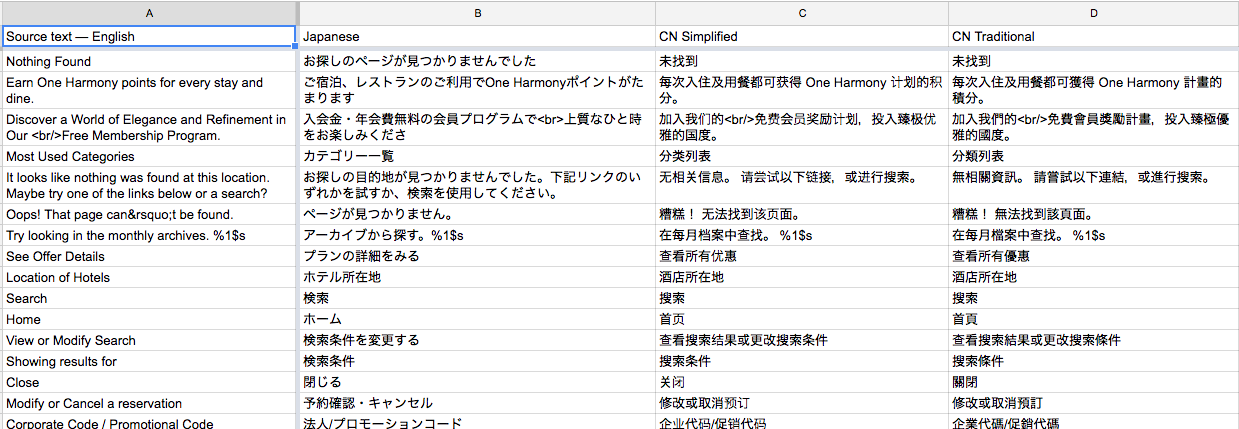 A B C D
Source text — English Japanese CN Simplified CN Traditional
Nothing Found お探しのページが見つかりませんでした 未找到 未找到
Earn One Harmony points for every stay and ご宿泊、レストランのご利用でOne Harmonyポイントがた 每次入住及用餐都可获得 One Harmony 计划的积 每次入住及用餐都可獲得 One Harmony 計畫的
dine. まります 分。 積分。
Discover a World of Elegance and Refinement in 入会金・年会費無料の会員プログラムで<br>上質なひと時 加入我们的<br/>免费会员奖励计划，投入臻极优 加入我們的<br/>免費會員獎勵計畫，投入臻極優
Our <br/>Free Membership Program. をお楽しみくださ 雅的国度。 雅的國度。
Most Used Categories カテゴリー一覧 分类列表 分類列表
It looks like nothing was found at this location. お探しの目的地が見つかりませんでした。下記リンクのい 无相关信息。 请尝试以下链接，或进行搜索。 無相關資訊。 請嘗試以下連結，或進行搜索。
Maybe try one of the links below or a search? ずれかを試すか、検索を使用してください。
Oops! That page can&rsquo;t be found. ページが見つかりません。 糟糕！ 无法找到该页面。 糟糕！ 無法找到該頁面。
Try looking in the monthly archives. %1$s アーカイブから探す。%1$s 在每月档案中查找。 %1$s 在每月檔案中查找。 %1$s
See Offer Details プランの詳細をみる 查看所有优惠 查看所有優惠
Location of Hotels ホテル所在地 酒店所在地 酒店所在地
Search 検索 搜索 搜索
Home ホーム 首页 首頁
View or Modify Search 検索条件を変更する 查看搜索结果或更改搜索条件 查看搜索結果或更改搜索條件
Showing results for 検索条件 搜索条件 搜索條件
Close 閉じる 关闭 關閉
Modify or Cancel a reservation 予約確認・キャンセル 修改或取消预订 修改或取消預訂
Corporate Code / Promotional Code 法人/プロモーションコード 企业代码/促销代码 企業代碼/促銷代碼